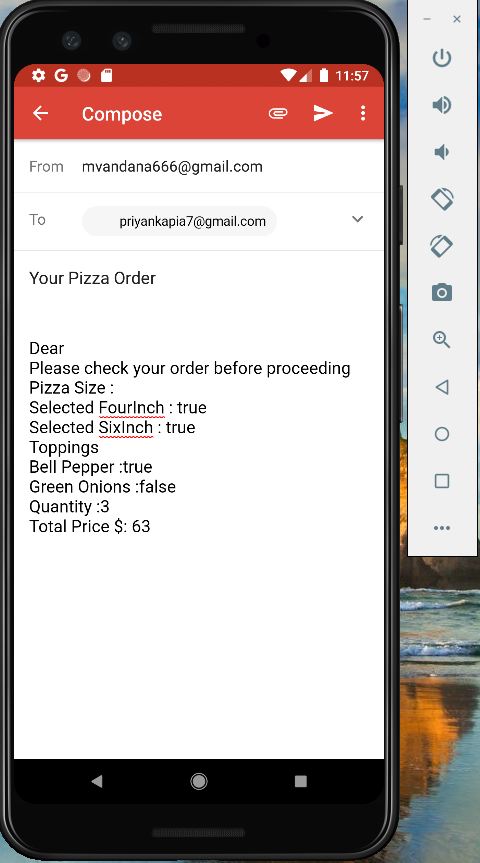 11:57
Compose
From mvandana666@gmail.com
To priyankapia7@gmail.com
Your Pizza Order
Dear
Please check your order before proceeding
Pizza Size :
Selected FourInch : true
Selected SixInch : true
Toppings
Bell Pepper :true
Green Onions :false
Quantity :3
Total Price $: 63